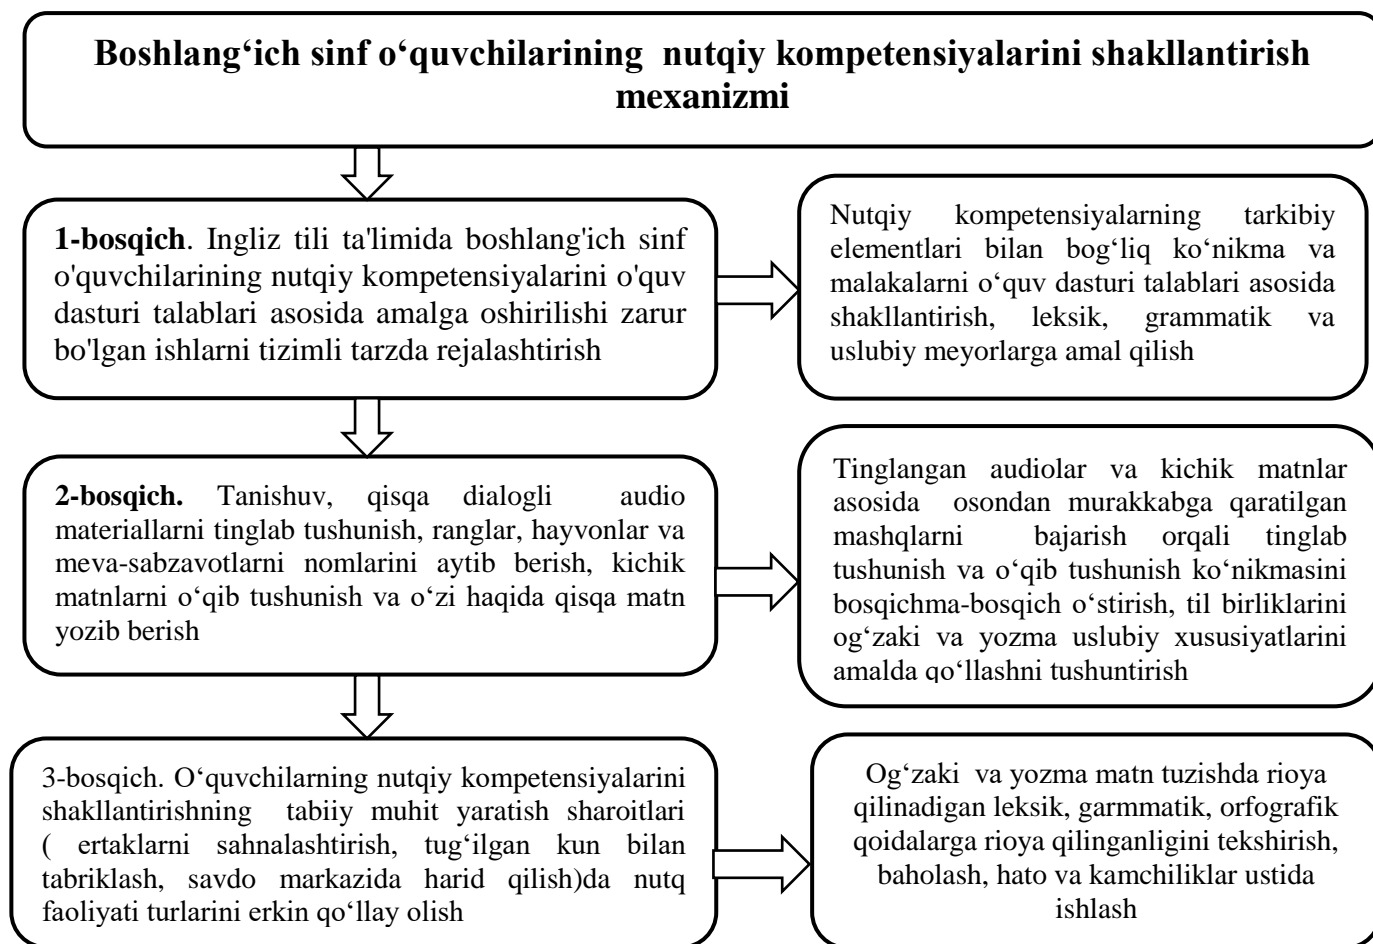 Boshlang‘ich sinf o‘quvchilarining nutqiy kompetensiyalarini shakllantirish
mexanizmi
1-bosqich. Ingliz tili ta'limida boshlang'ich sinf
o'quvchilarining nutqiy kompetensiyalarini o'quv
dasturi talablari asosida amalga oshirilishi zarur
bo'lgan ishlarni tizimli tarzda rejalashtirish
Nutqiy kompetensiyalarning tarkibiy
elementlari bilan bog‘liq ko‘nikma va
malakalarni o‘quv dasturi talablari asosida
shakllantirish, leksik, grammatik va
uslubiy meyorlarga amal qilish
2-bosqich. Tanishuv, qisqa dialogli audio
materiallarni tinglab tushunish, ranglar, hayvonlar va
meva-sabzavotlarni nomlarini aytib berish, kichik
matnlarni o‘qib tushunish va o‘zi haqida qisqa matn
yozib berish
Tinglangan audiolar va kichik matnlar
asosida osondan murakkabga qaratilgan
mashqlarni bajarish orqali tinglab
tushunish va o‘qib tushunish ko‘nikmasini
bosqichma-bosqich o‘stirish, til birliklarini
og‘zaki va yozma uslubiy xususiyatlarini
amalda qo‘llashni tushuntirish
3-bosqich. O‘quvchilarning nutqiy kompetensiyalarini
shakllantirishning tabiiy muhit yaratish sharoitlari
( ertaklarni sahnalashtirish, tug‘ilgan kun bilan
tabriklash, savdo markazida harid qilish)da nutq
faoliyati turlarini erkin qo‘llay olish
Og‘zaki va yozma matn tuzishda rioya
qilinadigan leksik, garmmatik, orfografik
qoidalarga rioya qilinganligini tekshirish,
baholash, hato va kamchiliklar ustida
ishlash